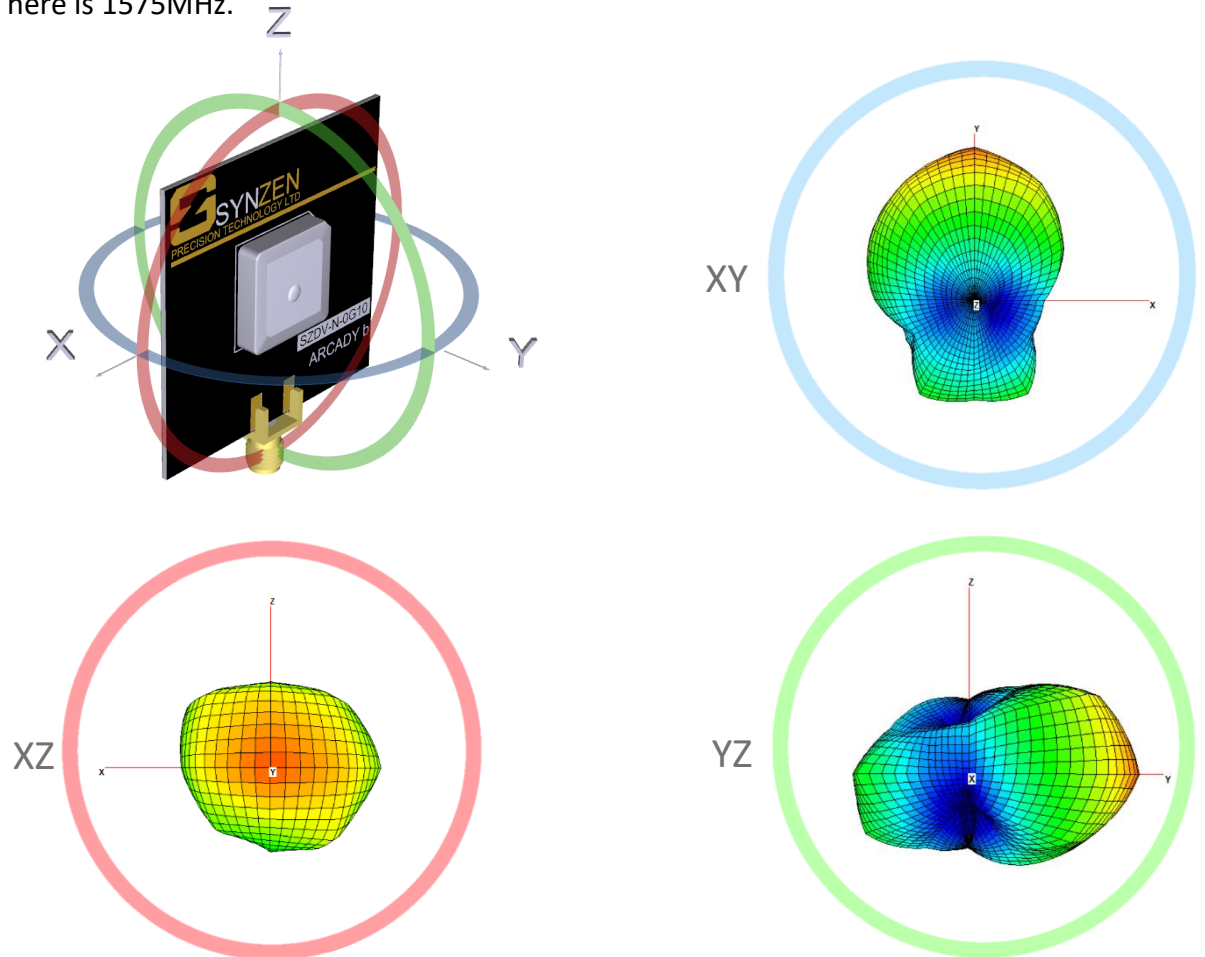 here is 1575MHz.
Z
SYNZEN
PRECISION TECHNOLOGY LTD
SZDV-N-0G10
ARCADY b
X
Y
XY
Y
Z
X
XZ
Z
X
Y
YZ
Z
X
Y